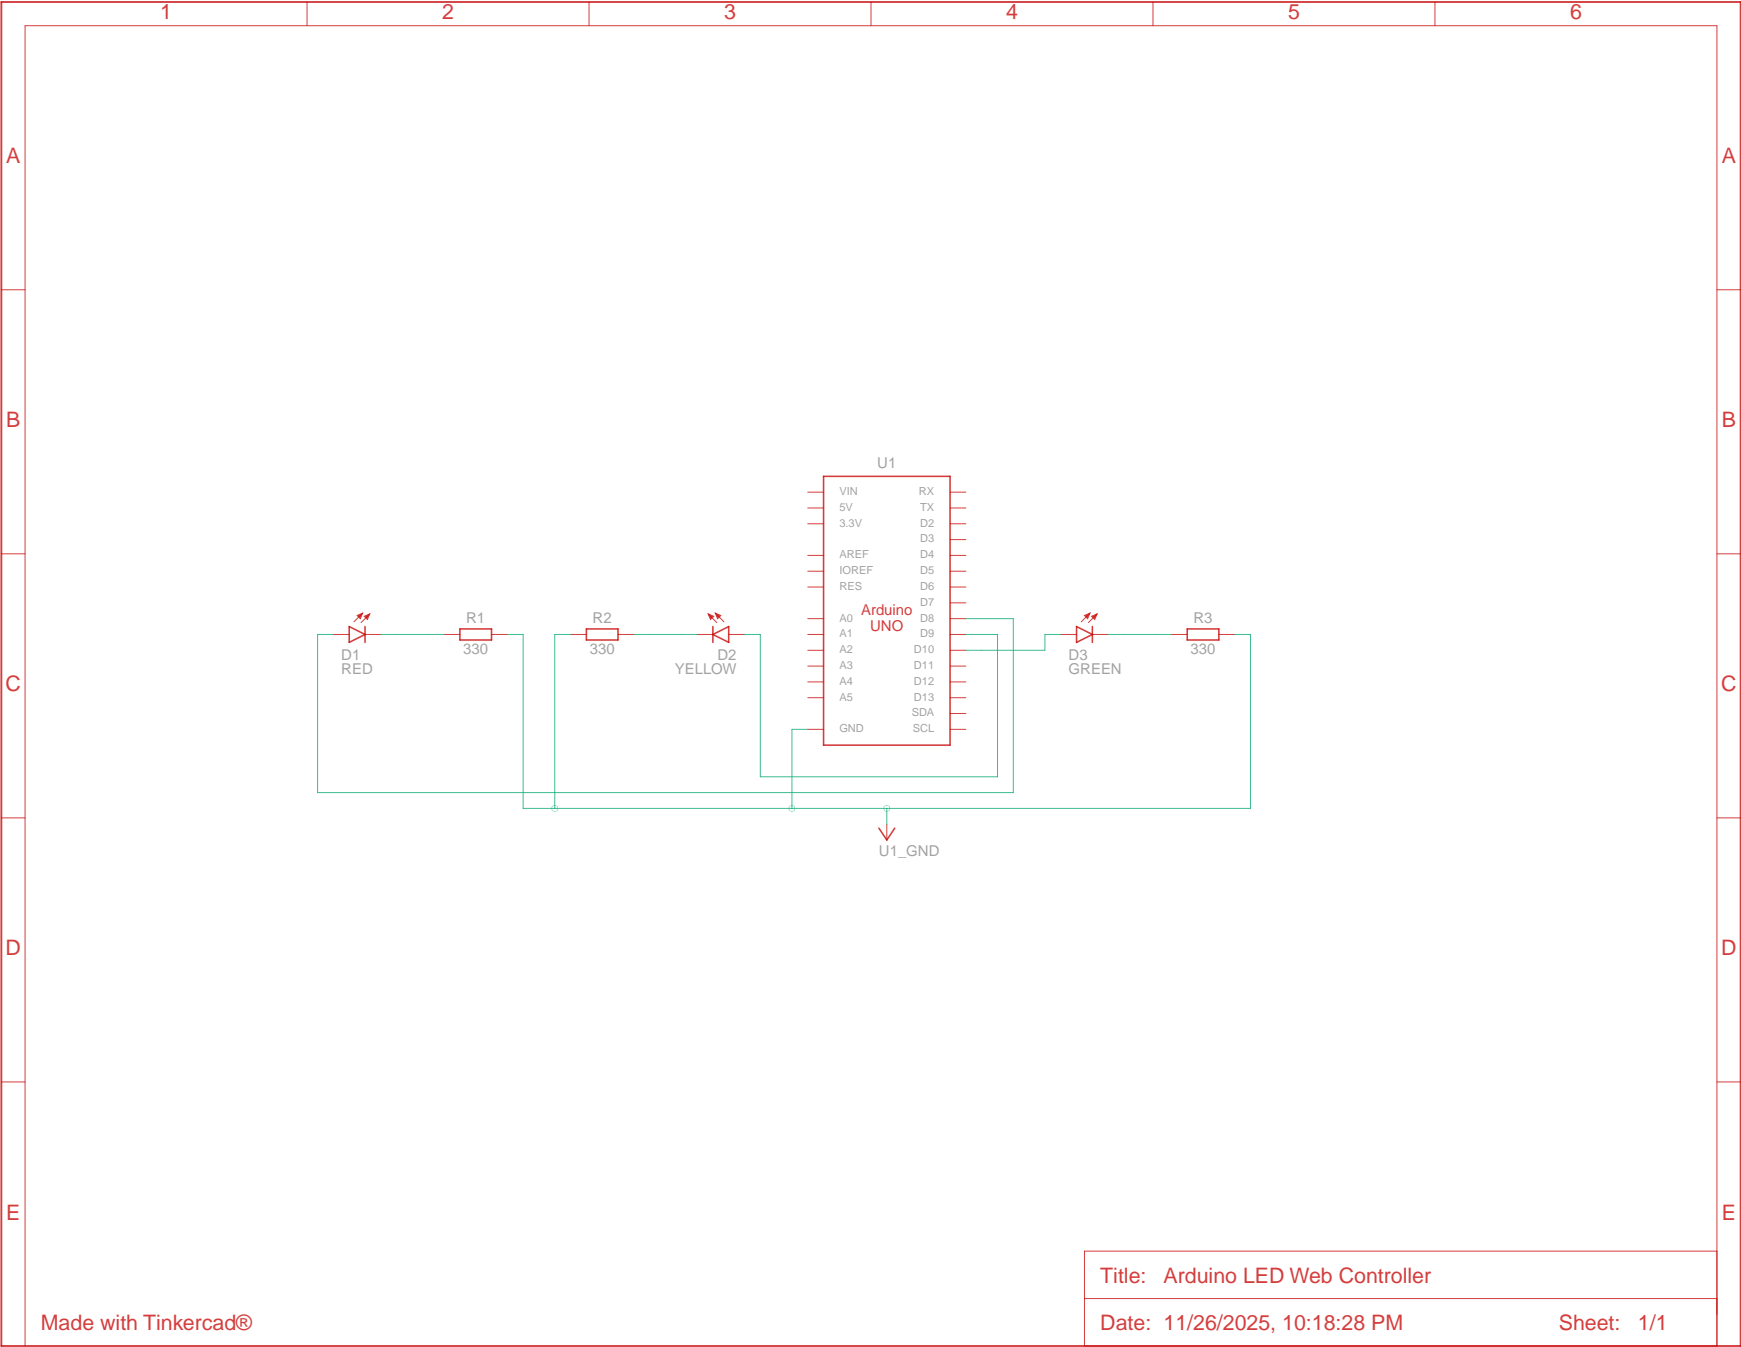 1 2 3 4 5 6
A A
B B
U1
VIN RX
5V TX
3.3V D2
D3
AREF D4
IOREF D5
RES D6
D7
Arduino
UNO
A0 D8
A1 D9
A2 D10
A3 D11
A4 D12
A5 D13
SDA
GND SCL
R1 R2 R3
330 330 330
D1 D2 D3
RED YELLOW GREEN
C C
U1_GND
D D
E E
Title: Arduino LED Web Controller
Made with Tinkercad® Date: 11/26/2025, 10:18:28 PM Sheet: 1/1